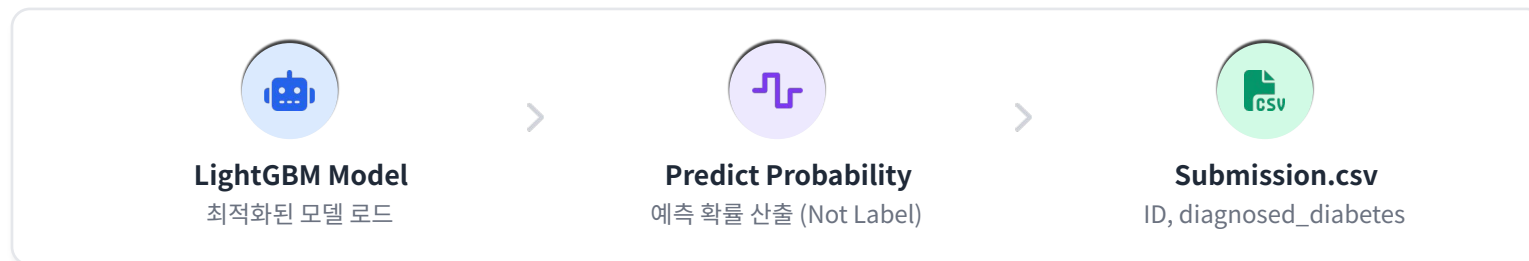 CSV
LightGBM Model
최적화된 모델 로드
Predict Probability
예측 확률 산출 (Not Label)
Submission.csv
ID, diagnosed_diabetes